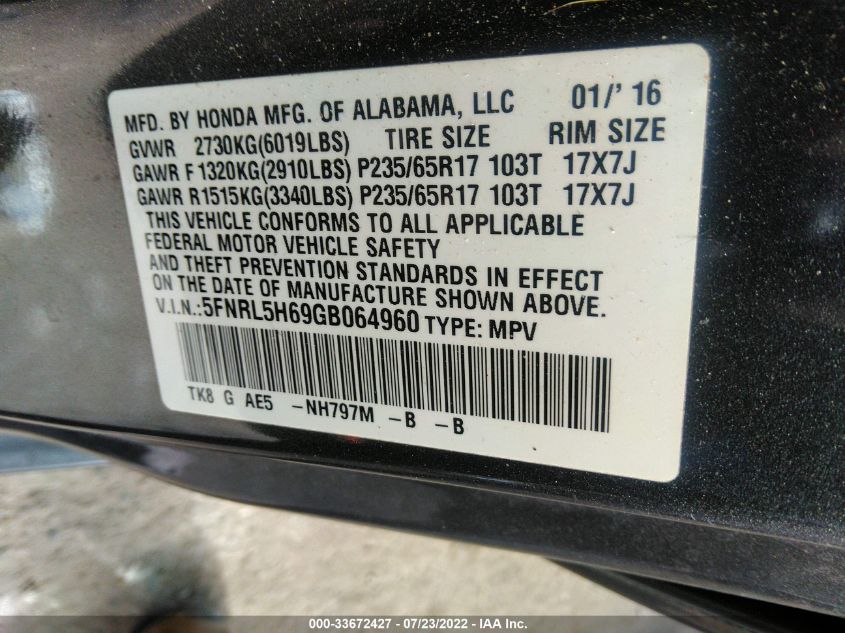 MFD. BY HONDA MFG. OF ALABAMA, LLC 01/' 16
GVWR 2730KG(6019LBS) TIRE SIZE RIM SIZE
GAWR F 1320KG(2910LBS) P235/65R17 103T 17X7J
GAWR R1515KG(3340LBS) P235/65R17 103T 17X7J
THIS VEHICLE CONFORMS TO ALL APPLICABLE
FEDERAL MOTOR VEHICLE SAFETY
AND THEFT PREVENTION STANDARDS IN EFFECT
ON THE DATE OF MANUFACTURE SHOWN ABOVE.
V.I.N.:5FNRL5H69GB064960 TYPE: MPV
TK8 G AE5 -NH797M -B -B
000-33672427 - 07/23/2022 - IAA Inc.